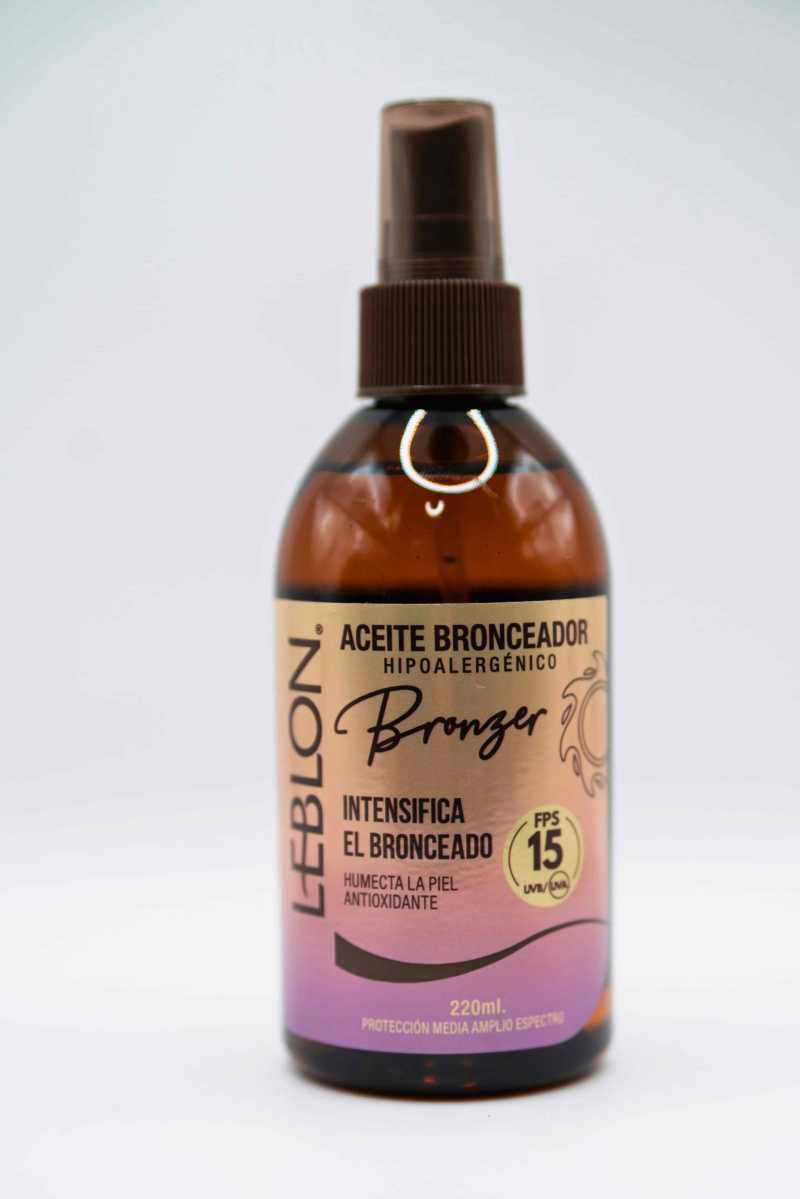 LEBLON®
ACEITE BRONCEADOR
HIPOALERGÉNICO
Bronzer
INTENSIFICA
EL BRONCEADO
HUMECTA LA PIEL
ANTIOXIDANTE
FPS
15
UVB/UVA
220ml.
PROTECCIÓN MEDIA AMPLIO ESPECTRO